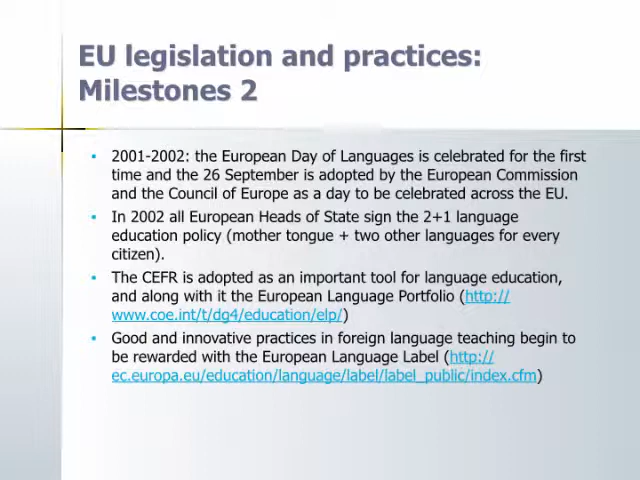 EU legislation and practices:
Milestones 2
▪ 2001-2002: the European Day of Languages is celebrated for the first
time and the 26 September is adopted by the European Commission
and the Council of Europe as a day to be celebrated across the EU.
▪ In 2002 all European Heads of State sign the 2+1 language
education policy (mother tongue + two other languages for every
citizen).
▪ The CEFR is adopted as an important tool for language education,
and along with it the European Language Portfolio (http://
www.coe.int/t/dg4/education/elp/)
▪ Good and innovative practices in foreign language teaching begin to
be rewarded with the European Language Label (http://
ec.europa.eu/education/language/label/label_public/index.cfm)